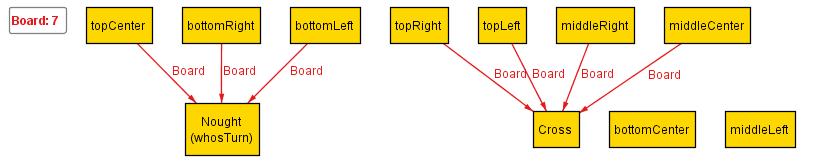 Board: 7
topCenter
bottomRight
bottomLeft
topRight
topLeft
middleRight
middleCenter
Board
Board
Board
Board
Board
Board
Board
Nought
(whosTurn)
Cross
bottomCenter
middleLeft